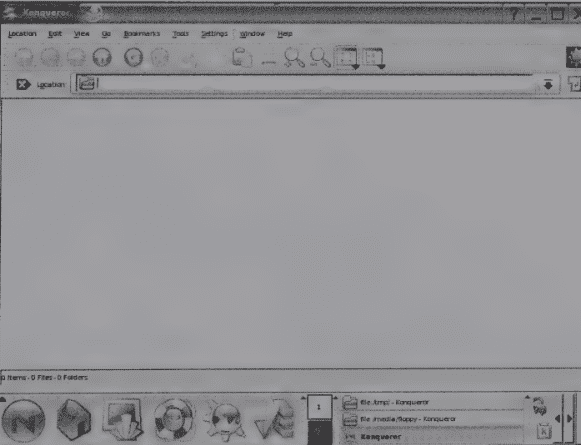 Konqueror
Location Edit View Go Bookmarks Tools Settings Window Help
Location:
0 Items - 0 Files - 0 Folders
1
file:/tmp/ - Konqueror
file:/media/floppy - Konqueror
Konqueror